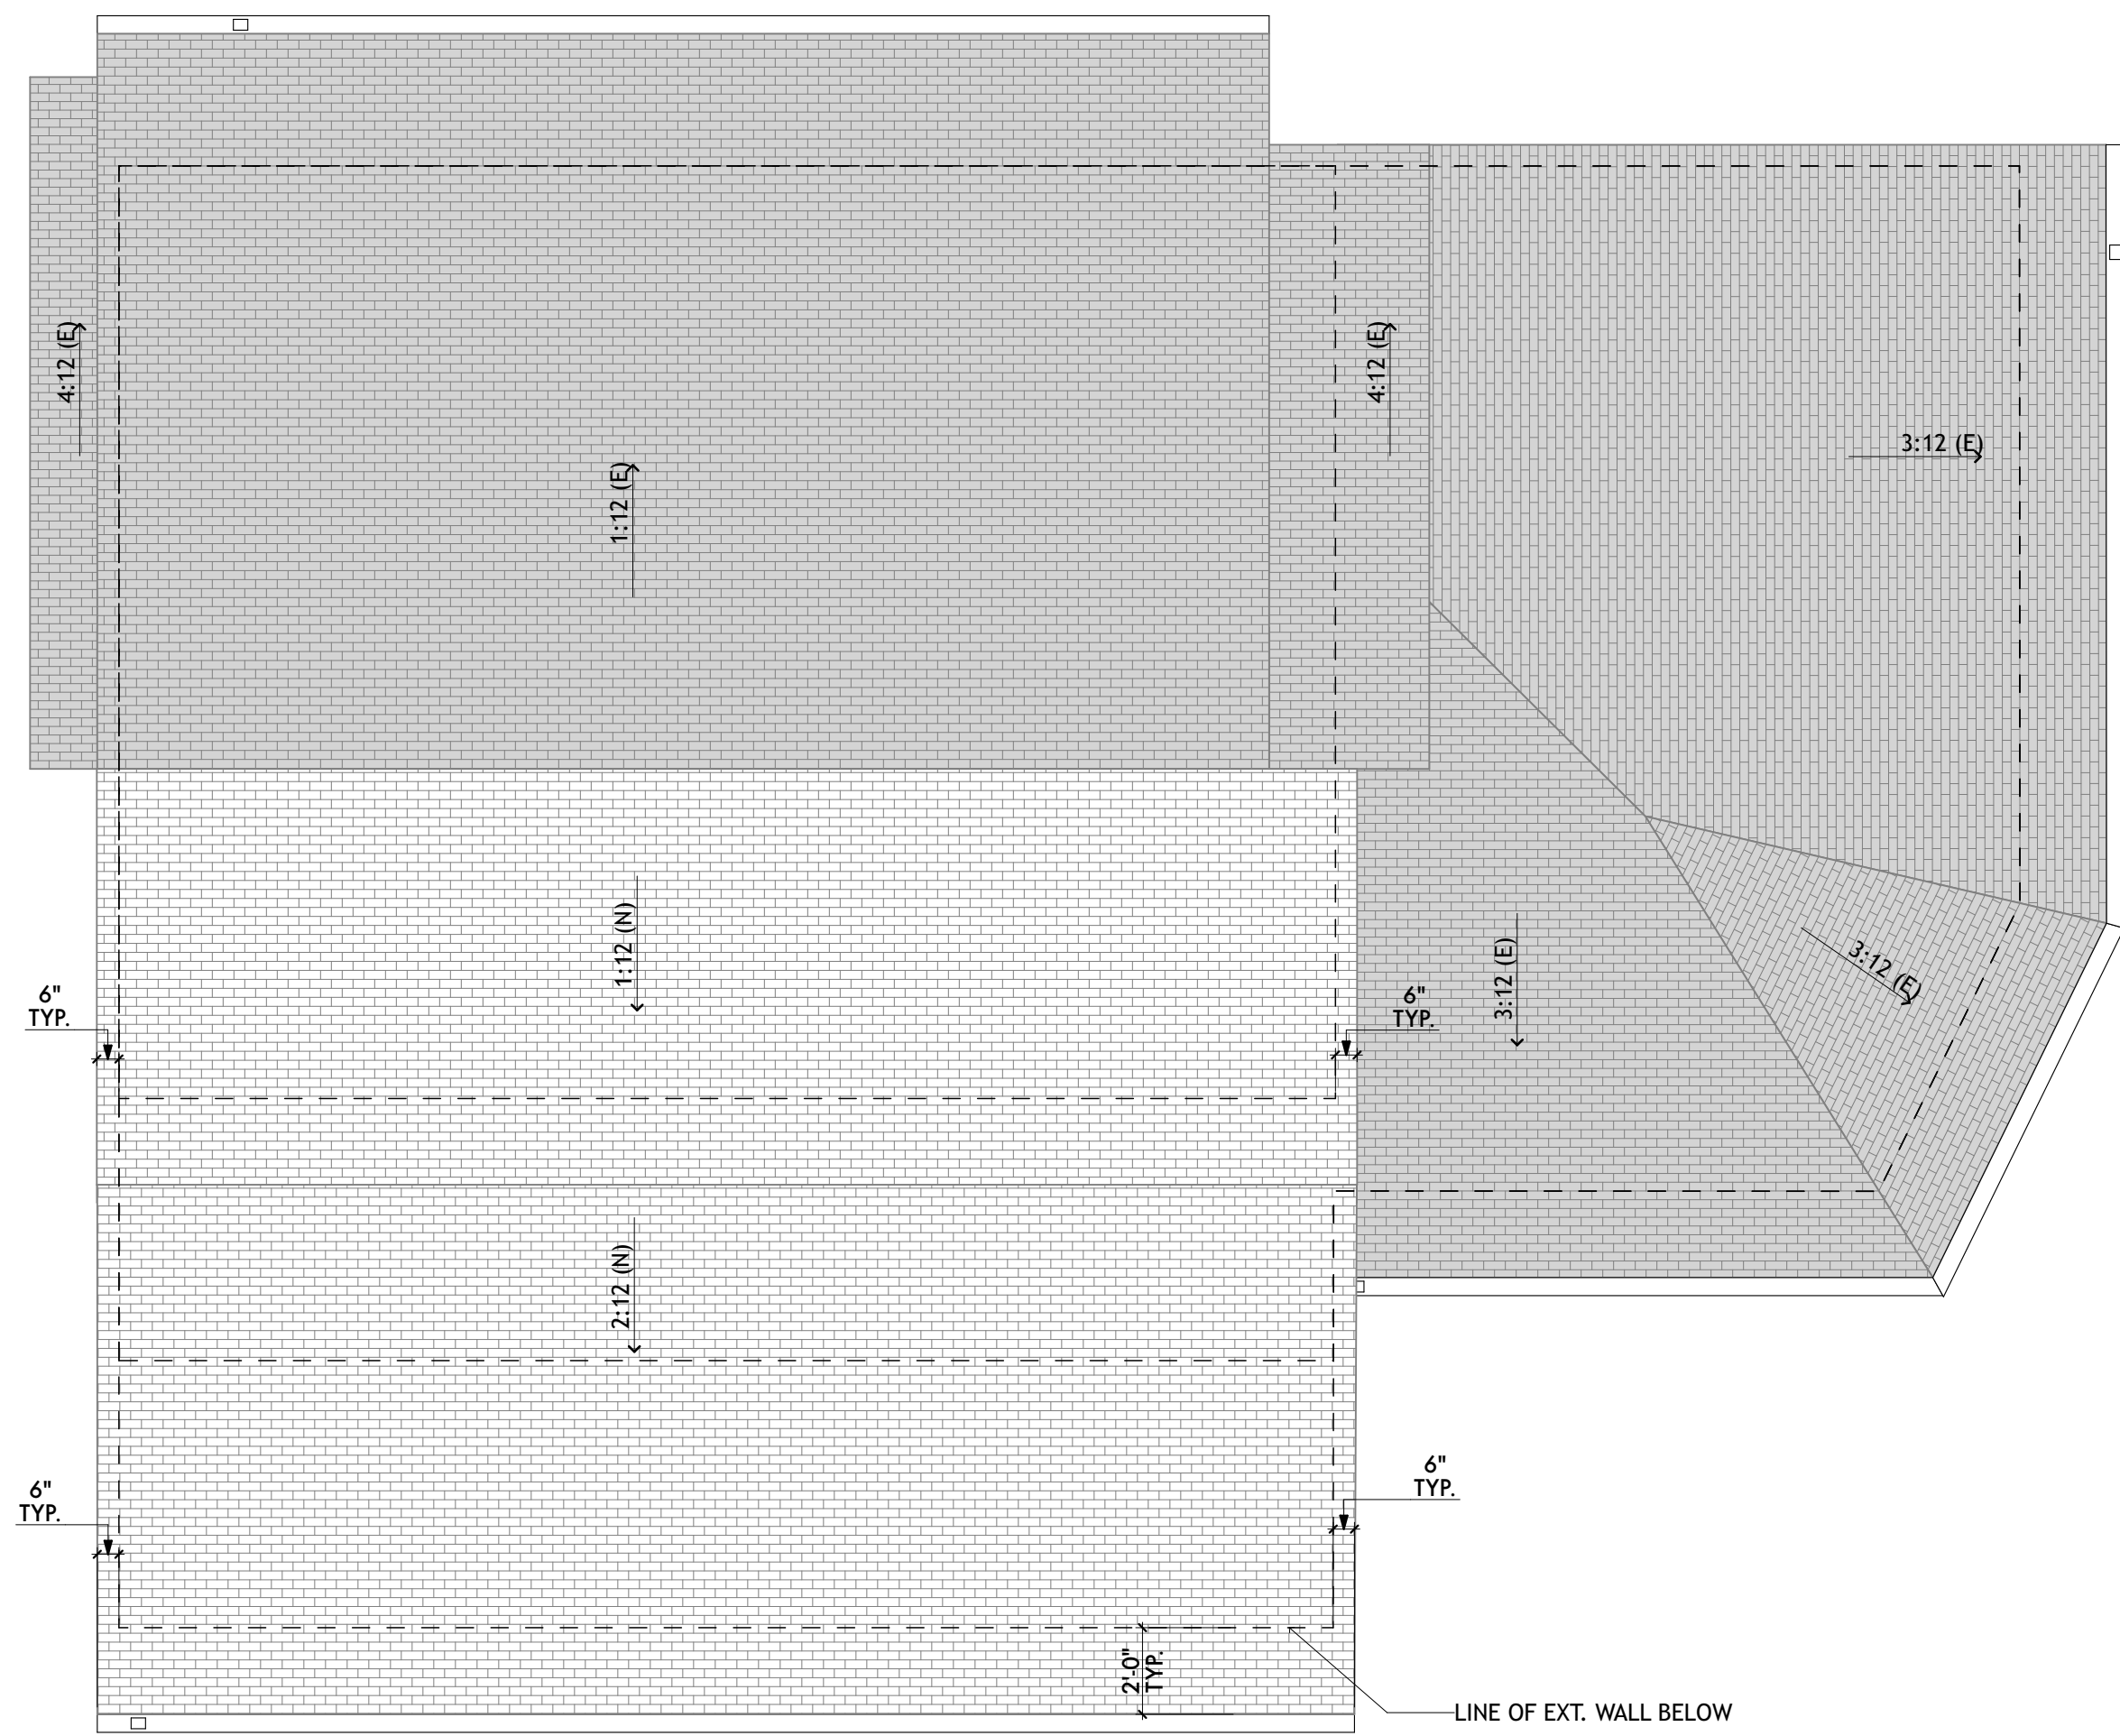 4:12 (E)
4:12 (E)
3:12 (E)
1:12 (E)
1:12 (N)
3:12 (E)
3:12 (E)
6"
TYP.
6"
TYP.
2:12 (N)
6"
TYP.
6"
TYP.
2'-0"
TYP.
LINE OF EXT. WALL BELOW